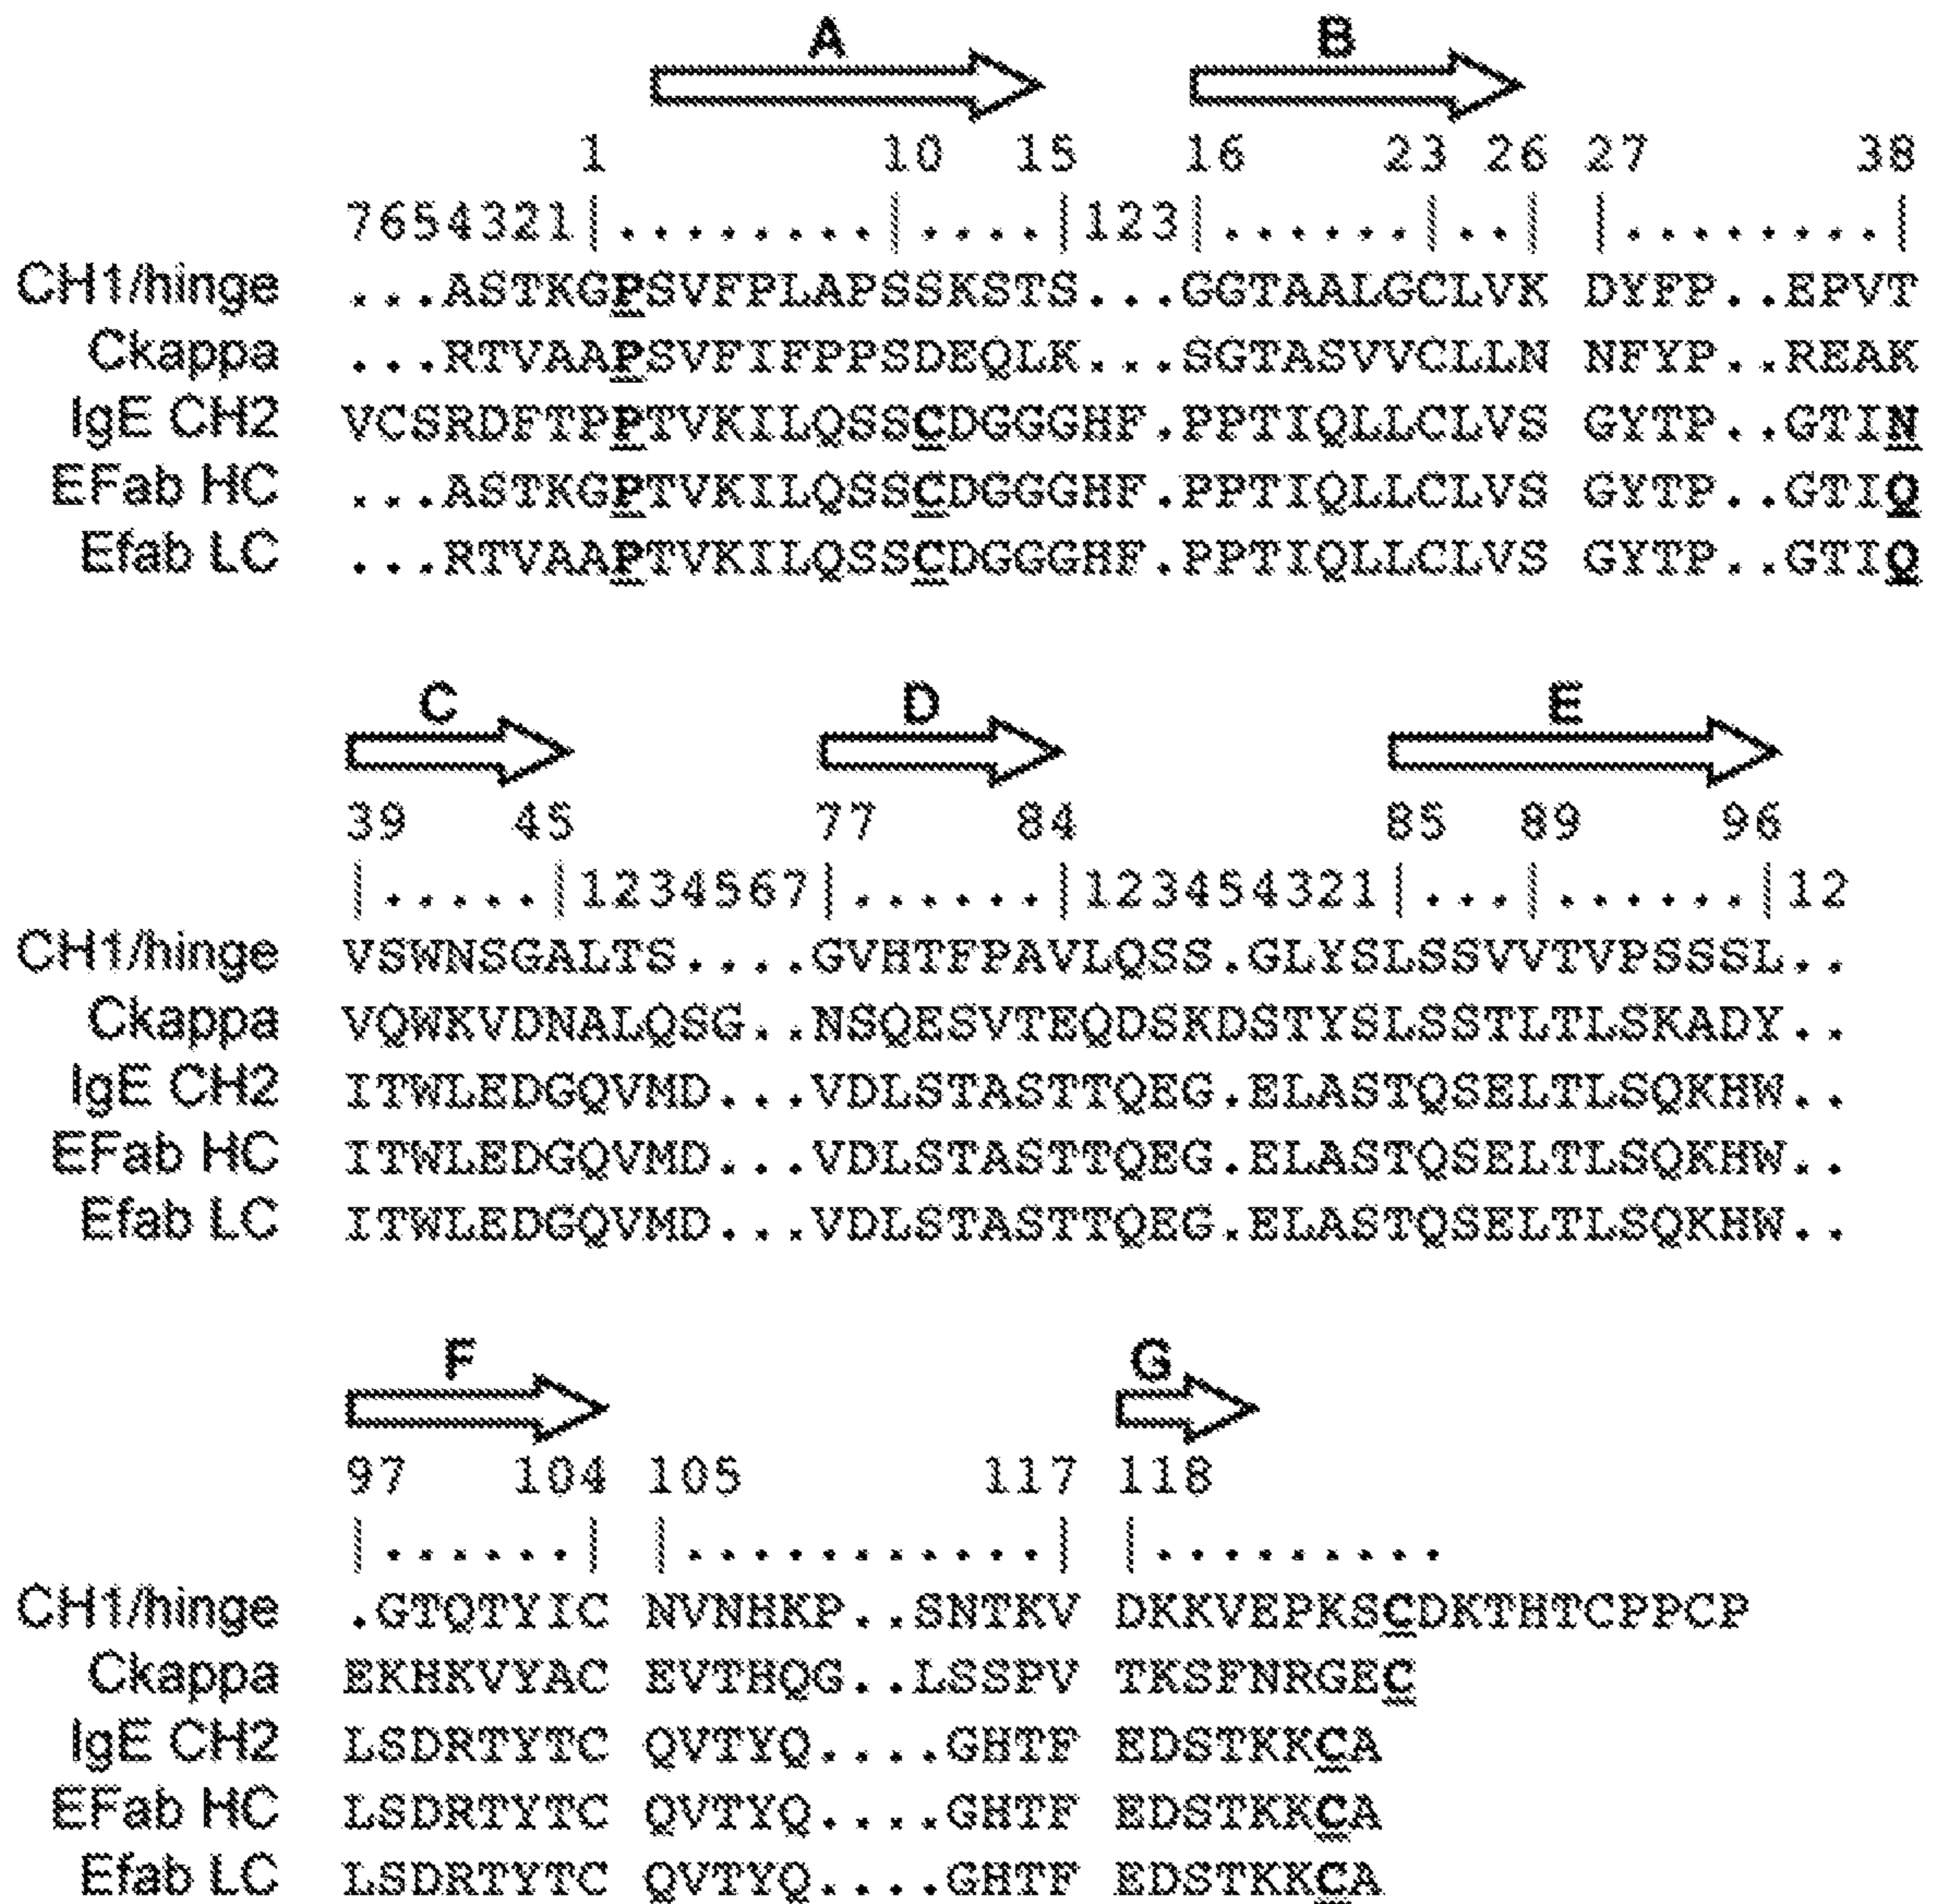 A B
1 10 15 16 23 26 27 38
7654321|........|....|123|......|..| |........|
CH1/hinge ...ASTKGPSVFPLAPSSKSTS...GGTAALGCLVK DYFP..EPVT
Ckappa ...RTVAAPSVFIFPPSDEQLK...SGTASVVCLLN NFYP..REAK
IgE CH2 VCSRDFTPPTVKILQSSCDGGGHF.PPTIQLLCLVS GYTP..GTIN
EFab HC ...ASTKGPTVKILQSSCDGGGHF.PPTIQLLCLVS GYTP..GTIQ
Efab LC ...RTVAAPTVKILQSSCDGGGHF.PPTIQLLCLVS GYTP..GTIQ
C D E
39 45 77 84 85 89 96
|.....|1234567|......|123454321|...|......|12
CH1/hinge VSWNSGALTS....GVHTFPAVLQSS.GLYSLSSVVTVPSSSL..
Ckappa VQWKVDNALQSG..NSQESVTEQDSKDSTYSLSSTLTLSKADY..
IgE CH2 ITWLEDGQVMD...VDLSTASTTQEG.ELASTQSELTLSQKHW..
EFab HC ITWLEDGQVMD...VDLSTASTTQEG.ELASTQSELTLSQKHW..
Efab LC ITWLEDGQVMD...VDLSTASTTQEG.ELASTQSELTLSQKHW..
F G
97 104 105 117 118
|......| |...........| |.........
CH1/hinge .GTQTYIC NVNHKP..SNTKV DKKVEPKSCDKTHTCPPCP
Ckappa EKHKVYAC EVTHQG..LSSPV TKSFNRGEC
IgE CH2 LSDRTYTC QVTYQ....GHTF EDSTKKCA
EFab HC LSDRTYTC QVTYQ....GHTF EDSTKKCA
Efab LC LSDRTYTC QVTYQ....GHTF EDSTKKCA